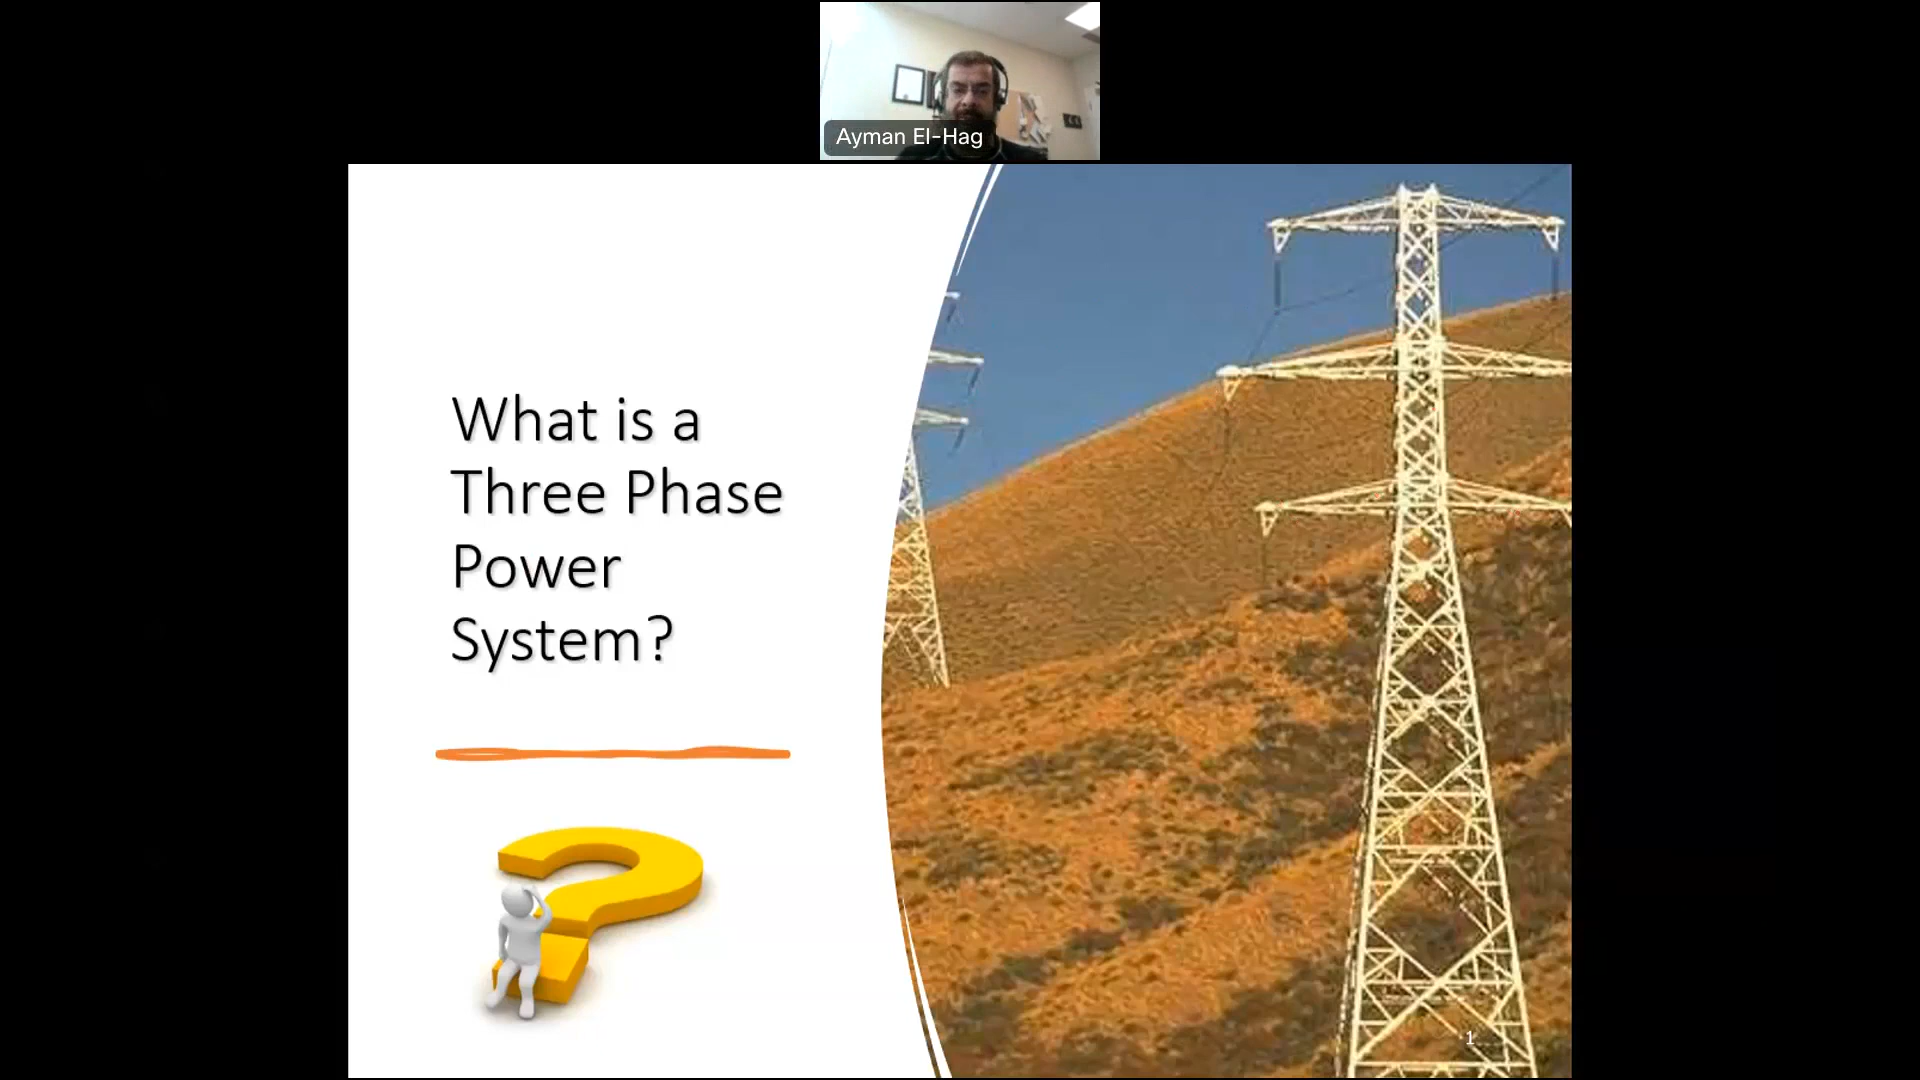 Ayman El-Hag
What is a
Three Phase
Power
System?
1